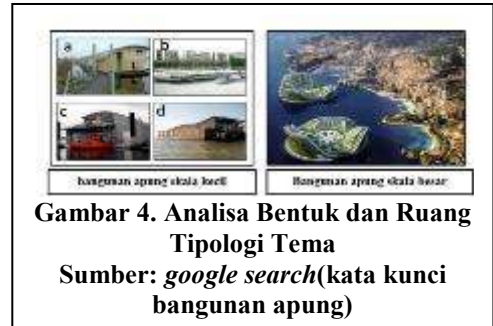 a b
c d
bangunan apung skala kecil Bangunan apung skala besar
Gambar 4. Analisa Bentuk dan Ruang
Tipologi Tema
Sumber: google search(kata kunci
bangunan apung)